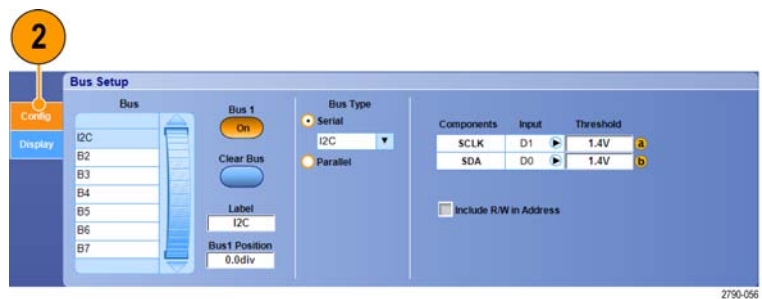 2
Bus Setup
Config
Display
Bus
I2C
B2
B3
B4
B5
B6
B7
Bus 1
On
Clear Bus
Label
I2C
Bus1 Position
0.0div
Bus Type
Serial
I2C
Parallel
Components Input Threshold
SCLK D1 1.4V a
SDA D0 1.4V b
Include R/W in Address
2790-056